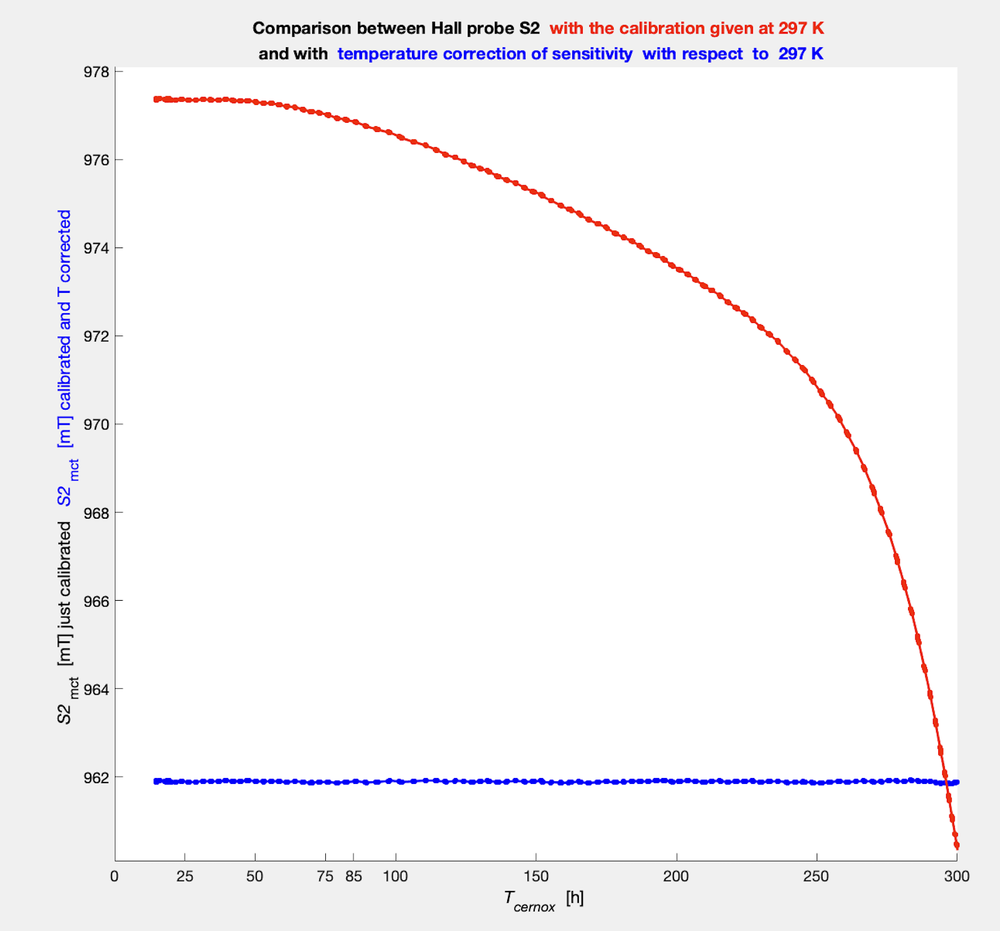 Comparison between Hall probe S2 with the calibration given at 297 K
and with temperature correction of sensitivity with respect to 297 K
S2 mct [mT] just calibrated S2 mct [mT] calibrated and T corrected
978
976
974
972
970
968
966
964
962
0 25 50 75 85 100 150 200 250 300
T cernox [h]